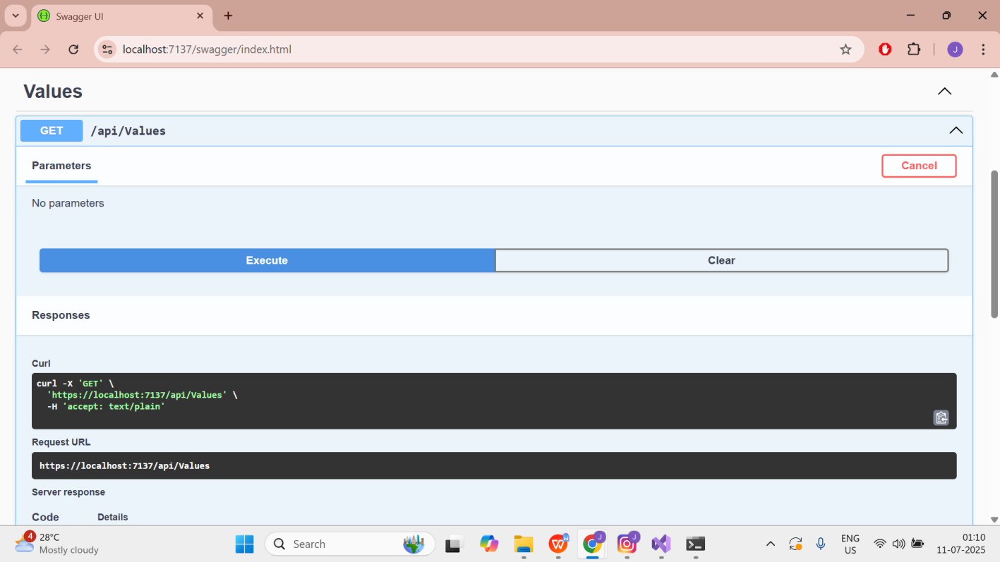 Swagger UI
localhost:7137/swagger/index.html
J
Values
GET /api/Values
Parameters
Cancel
No parameters
Execute
Clear
Responses
Curl
curl -X 'GET' \
'https://localhost:7137/api/Values' \
-H 'accept: text/plain'
Request URL
https://localhost:7137/api/Values
Server response
Code Details
4
28°C
Mostly cloudy
Search
W
W
J
J
ENG
US
01:10
11-07-2025